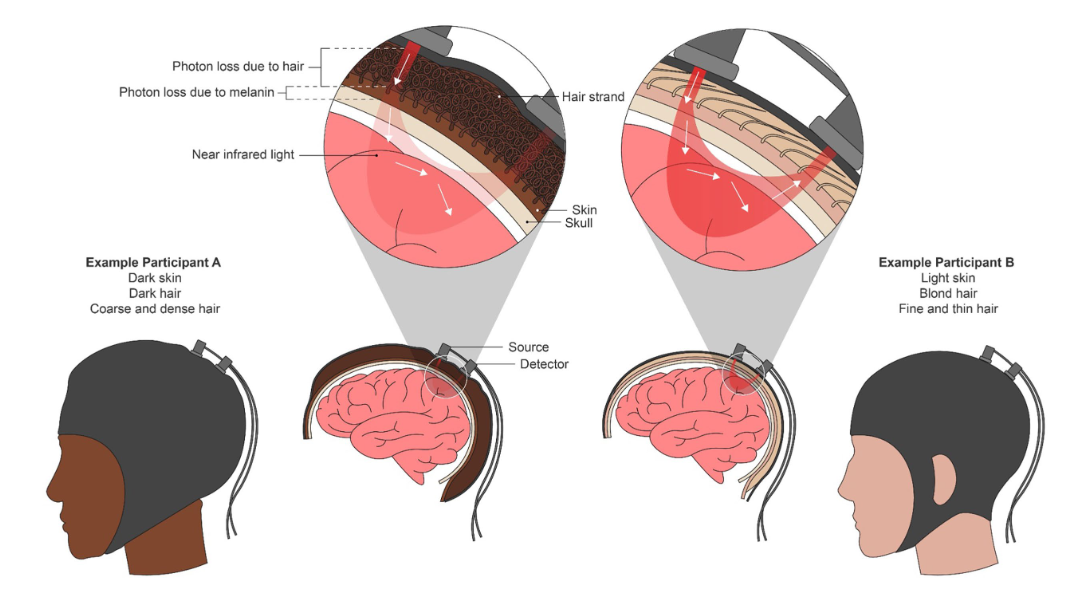 Photon loss due to hair
Photon loss due to melanin
Hair strand
Near infrared light
Skin
Skull
Example Participant A
Dark skin
Dark hair
Coarse and dense hair
Example Participant B
Light skin
Blond hair
Fine and thin hair
Source
Detector